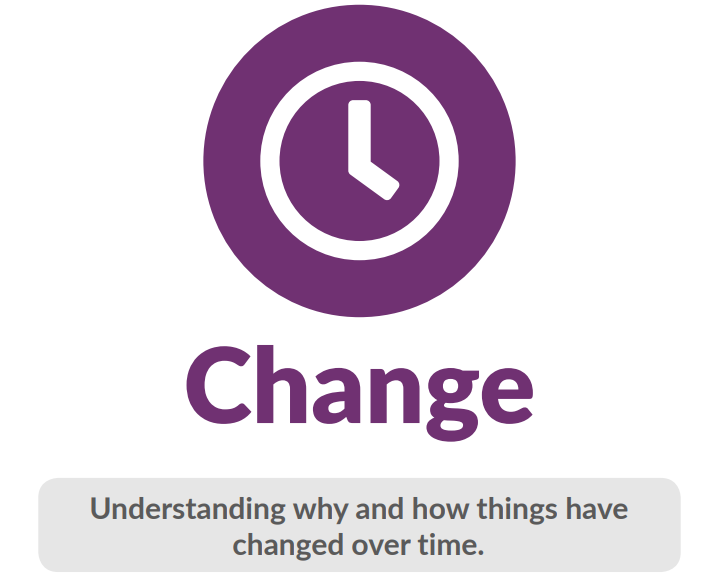 Change
Understanding why and how things have
changed over time.